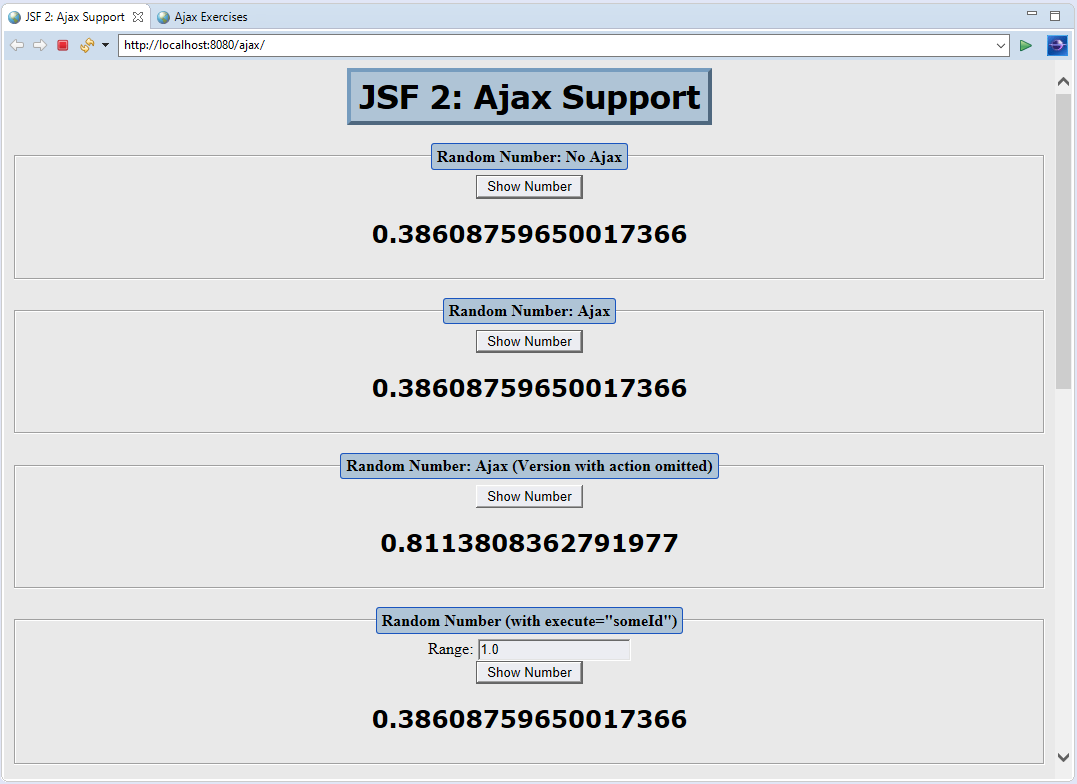 JSF 2: Ajax Support
Ajax Exercises
http://localhost:8080/ajax/
JSF 2: Ajax Support
Random Number: No Ajax
Show Number
0.38608759650017366
Random Number: Ajax
Show Number
0.38608759650017366
Random Number: Ajax (Version with action omitted)
Show Number
0.8113808362791977
Random Number (with execute="someId")
Range: 1.0
Show Number
0.38608759650017366